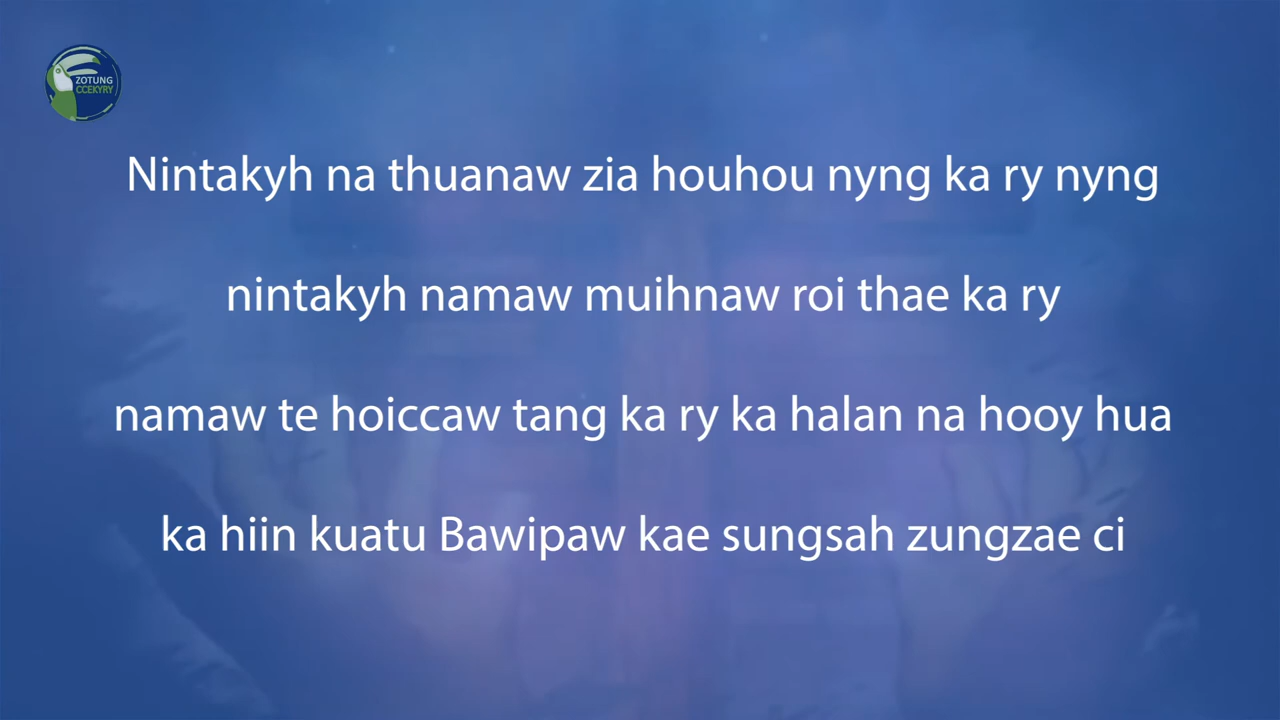 ZOTUNG
CCEKYRY
Nintakyh na thuanaw zia houhou nyng ka ry nyng
nintakyh namaw muihnaw roi thae ka ry
namaw te hoiccaw tang ka ry ka halan na hooy hua
ka hiin kuatu Bawipaw kae sungsah zungzae ci